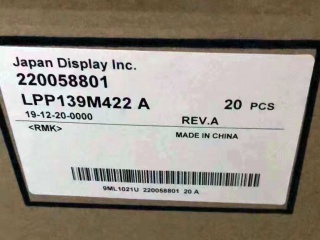 Japan Display Inc.
220058801
LPP139M422 A 20 PCS
19-12-20-0000 REV.A
<RMK> MADE IN CHINA
9ML1021U 220058801 20 A